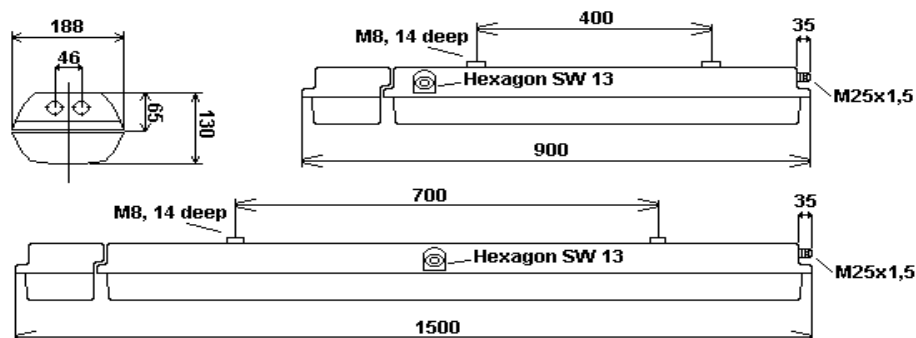 188
46
65
130
400
35
M8, 14 deep
Hexagon SW 13
M25x1,5
900
700
35
M8, 14 deep
Hexagon SW 13
M25x1,5
1500